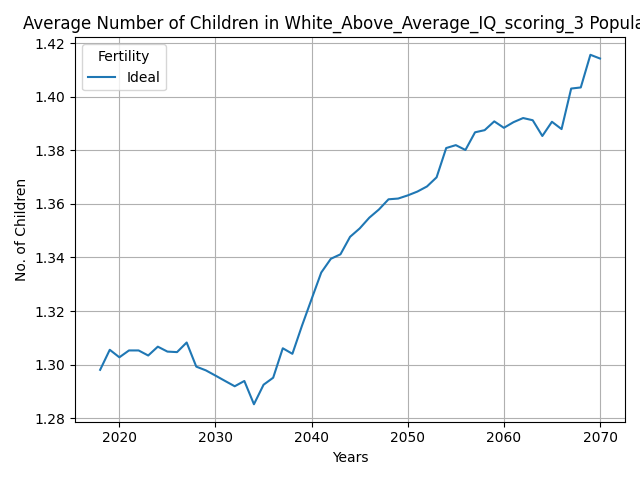 Average Number of Children in White_Above_Average_IQ_scoring_3 Popula
1.42
1.40
1.38
1.36
1.34
1.32
1.30
1.28
No. of Children
Fertility
Ideal
2020 2030 2040 2050 2060 2070
Years